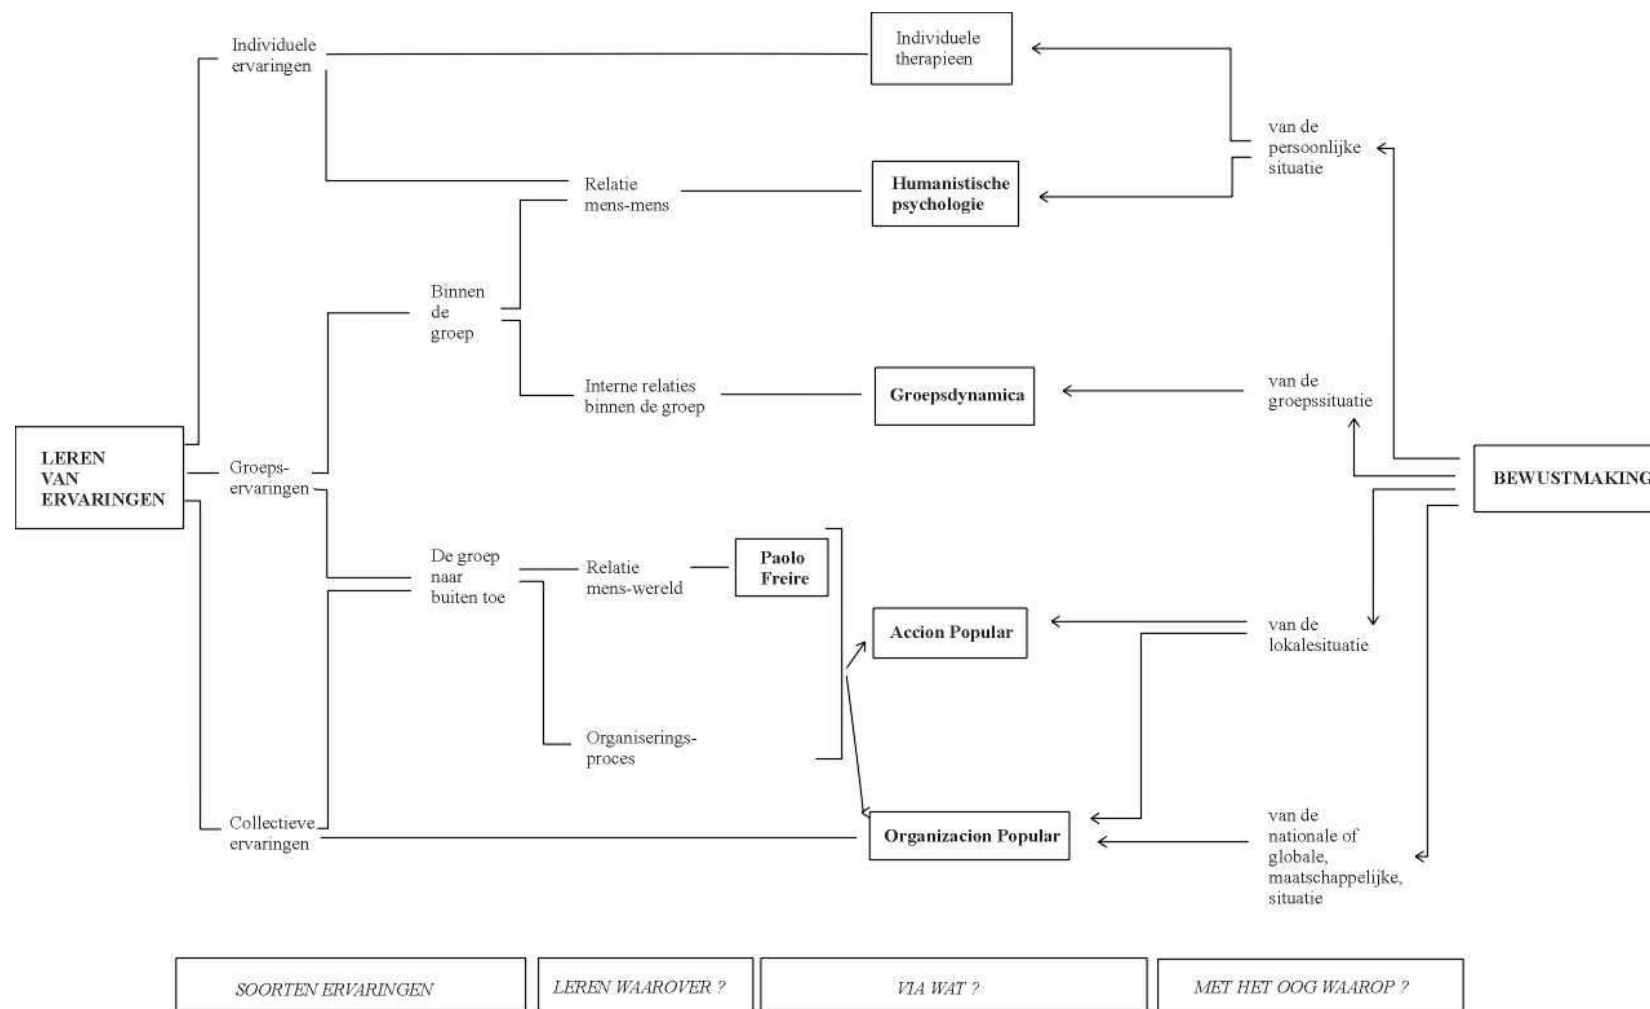 Individuele
ervaringen
Individuele
therapieen
van de
persoonlijke
situatie
Relatie
mens-mens
Humanistische
psychologie
Binnen
de
groep
Interne relaties
binnen de groep
Groepsdynamica
van de
groepssituatie
LEREN
VAN
ERVARINGEN
Groeps-
ervaringen
BEWUSTMAKING
De groep
naar
buiten toe
Relatie
mens-wereld
Paolo
Freire
Accion Popular
van de
lokalesituatie
Organiserings-
proces
Collectieve
ervaringen
Organizacion Popular
van de
nationale of
globale,
maatschappelijke,
situatie
SOORTEN ERVARINGEN
LEREN WAAROVER ?
VIA WAT ?
MET HET OOG WAAROP ?